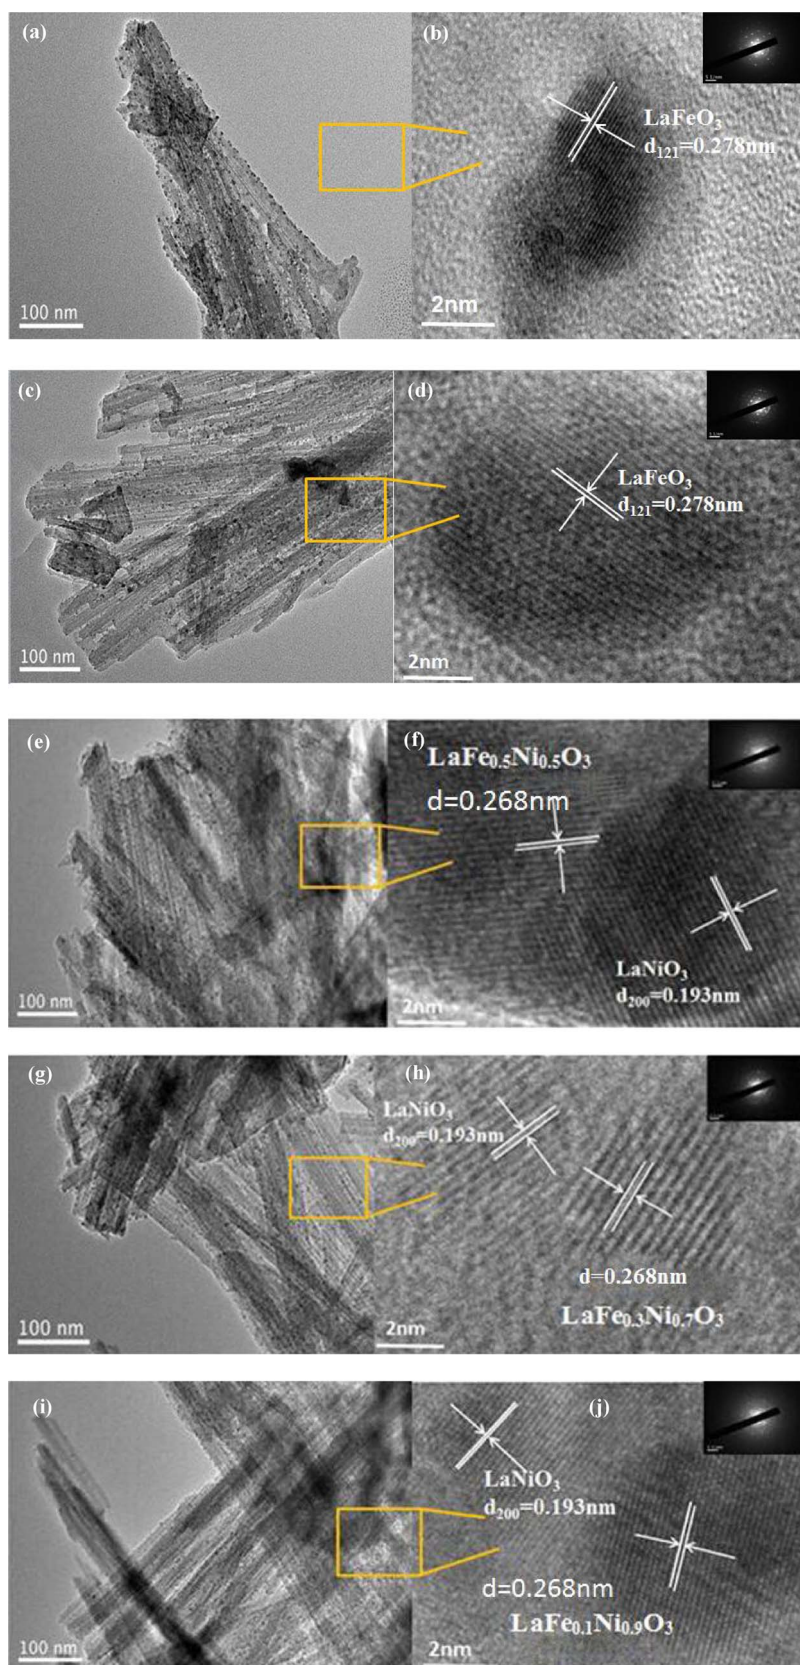 (a)
(b)
LaFeO₃
d₁₂₁=0.278nm
100 nm
2nm
(c)
(d)
LaFeO₃
d₁₂₁=0.278nm
100 nm
2nm
(e)
(f)
LaFe₀.₅Ni₀.₅O₃
d=0.268nm
LaNiO₃
d₂₀₀=0.193nm
100 nm
2nm
(g)
(h)
LaNiO₃
d₂₀₀=0.193nm
d=0.268nm
LaFe₀.₃Ni₀.₇O₃
100 nm
2nm
(i)
(j)
LaNiO₃
d₂₀₀=0.193nm
d=0.268nm
LaFe₀.₁Ni₀.₉O₃
100 nm
2nm